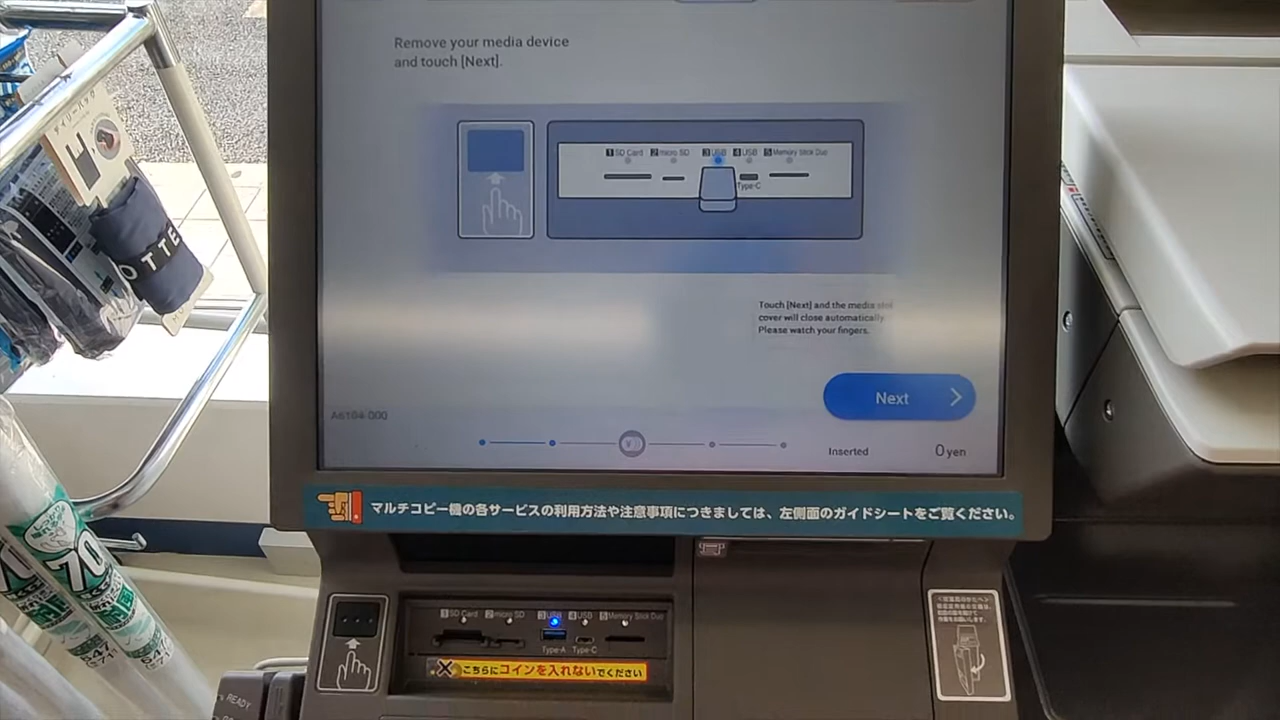 Remove your media device
and touch [Next].
1 SD Card 2 micro SD 3 USB 4 USB 5 Memory Stick Duo
Type-C
Touch [Next] and the media slot
cover will close automatically.
Please watch your fingers.
Next
A6104-000
Inserted 0 yen
マルチコピー機の各サービスの利用方法や注意事項につきましては、左側面のガイドシートをご覧ください。
1 SD Card 2 micro SD 3 USB 4 USB 5 Memory Stick Duo
Type-A Type-C
こちらにコインを入れないでください
READY
70
70
OTTE